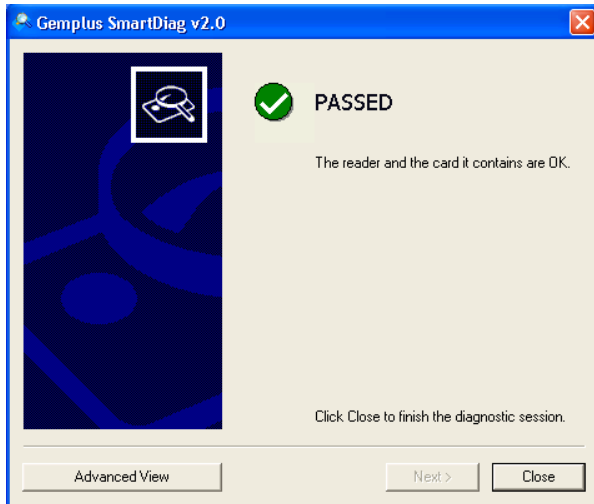 Gemplus SmartDiag v2.0
PASSED
The reader and the card it contains are OK.
Click Close to finish the diagnostic session.
Advanced View
Next >
Close